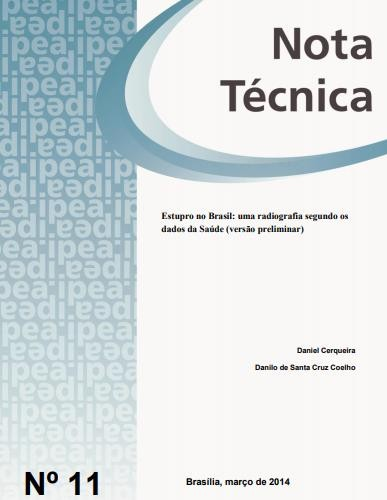 Nota
Técnica
Estupro no Brasil: uma radiografia segundo os
dados da Saúde (versão preliminar)
Daniel Cerqueira
Danilo de Santa Cruz Coelho
Nº 11
Brasília, março de 2014
ipea